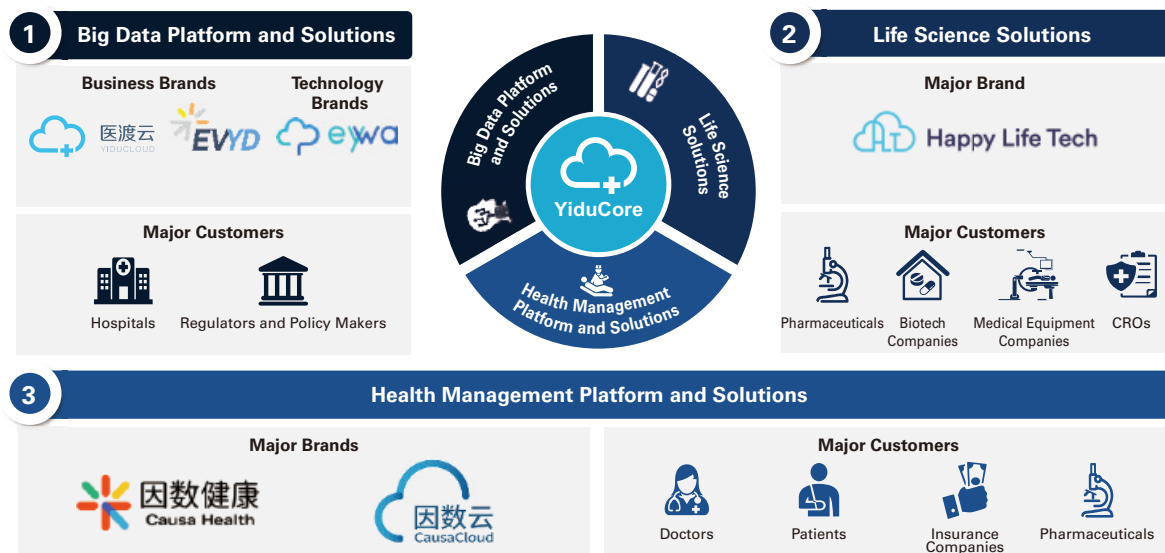 1
Big Data Platform and Solutions
Business Brands
Technology
Brands
医渡云
YIDUCLOUD
EVYD
eywa
Major Customers
Hospitals
Regulators and Policy Makers
Big Data Platform
and Solutions
Life Science
Solutions
YiduCore
Health Management
Platform and Solutions
2
Life Science Solutions
Major Brand
Happy Life Tech
Major Customers
Pharmaceuticals
Biotech
Companies
Medical Equipment
Companies
CROs
3
Health Management Platform and Solutions
Major Brands
因数健康
Causa Health
因数云
CausaCloud
Major Customers
Doctors
Patients
Insurance
Companies
Pharmaceuticals